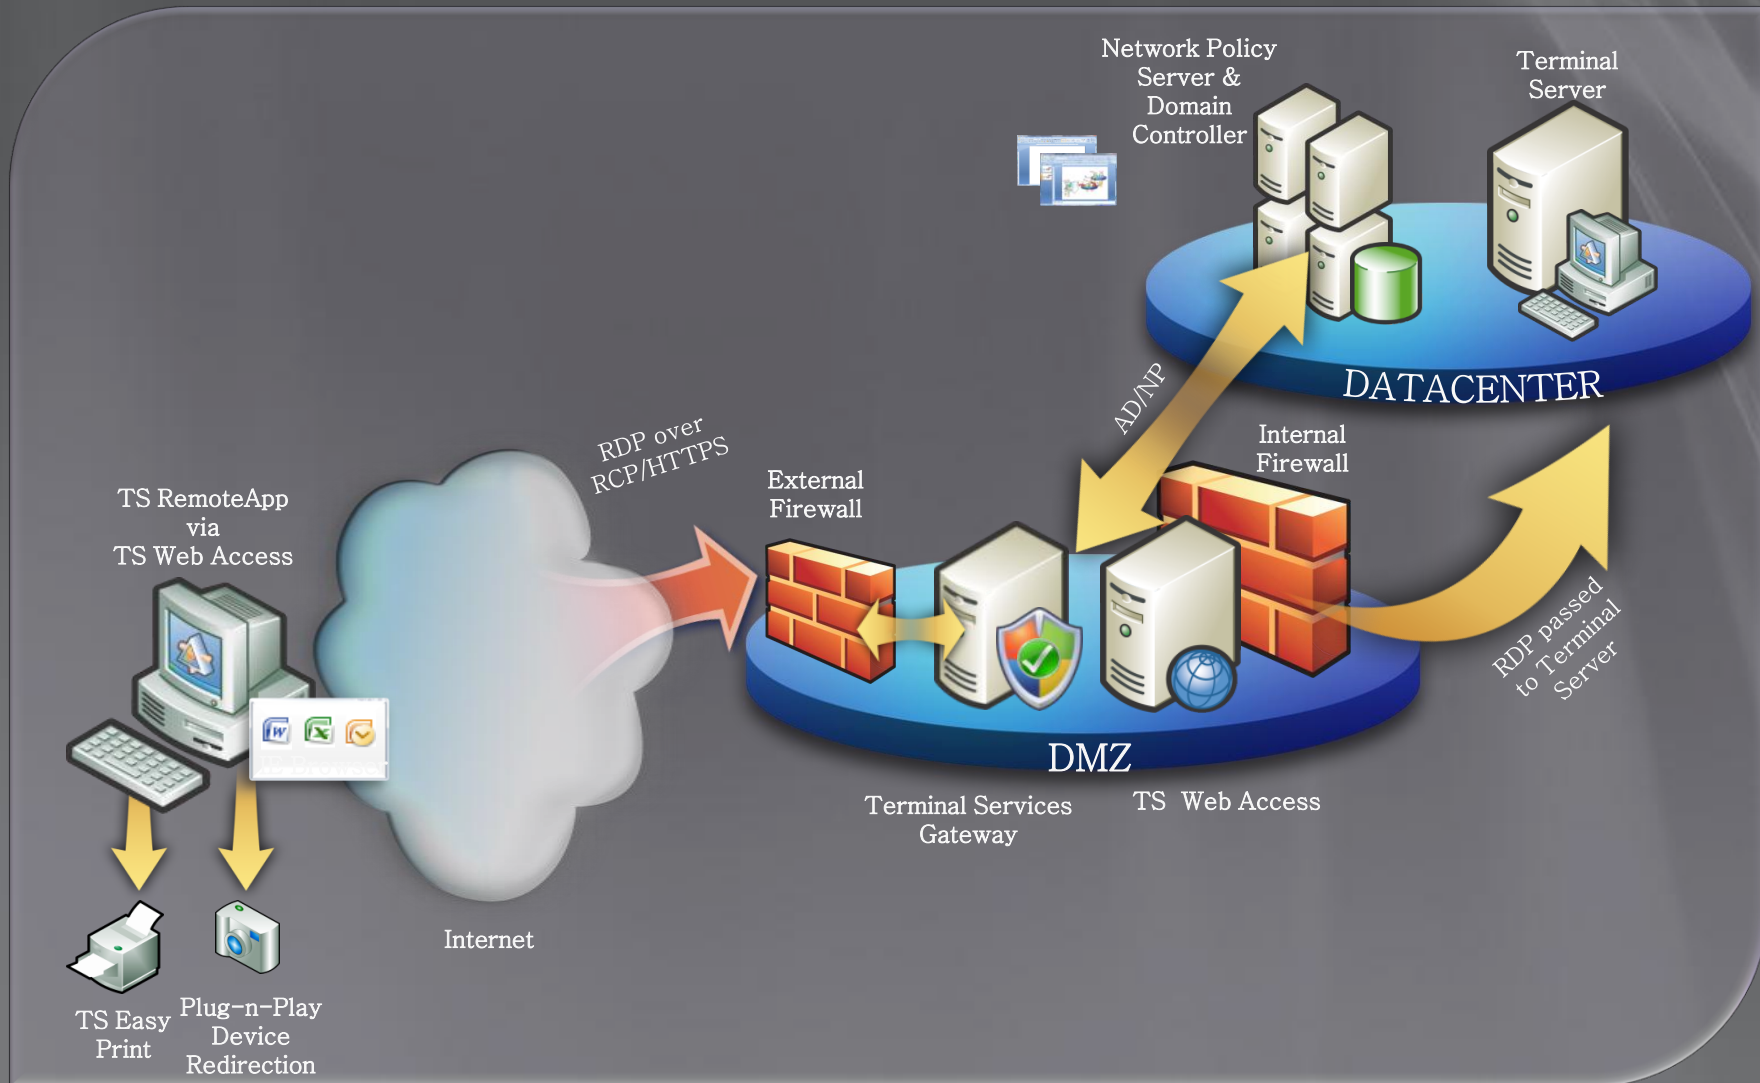 Network Policy
Server &
Domain
Controller
Terminal
Server
DATACENTER
AD/NP
Internal
Firewall
RDP over
RCP/HTTPS
External
Firewall
TS RemoteApp
via
TS Web Access
W
X
RDP passed
to Terminal
Server
DMZ
Terminal Services
Gateway
TS Web Access
Internet
TS Easy
Print
Plug-n-Play
Device
Redirection